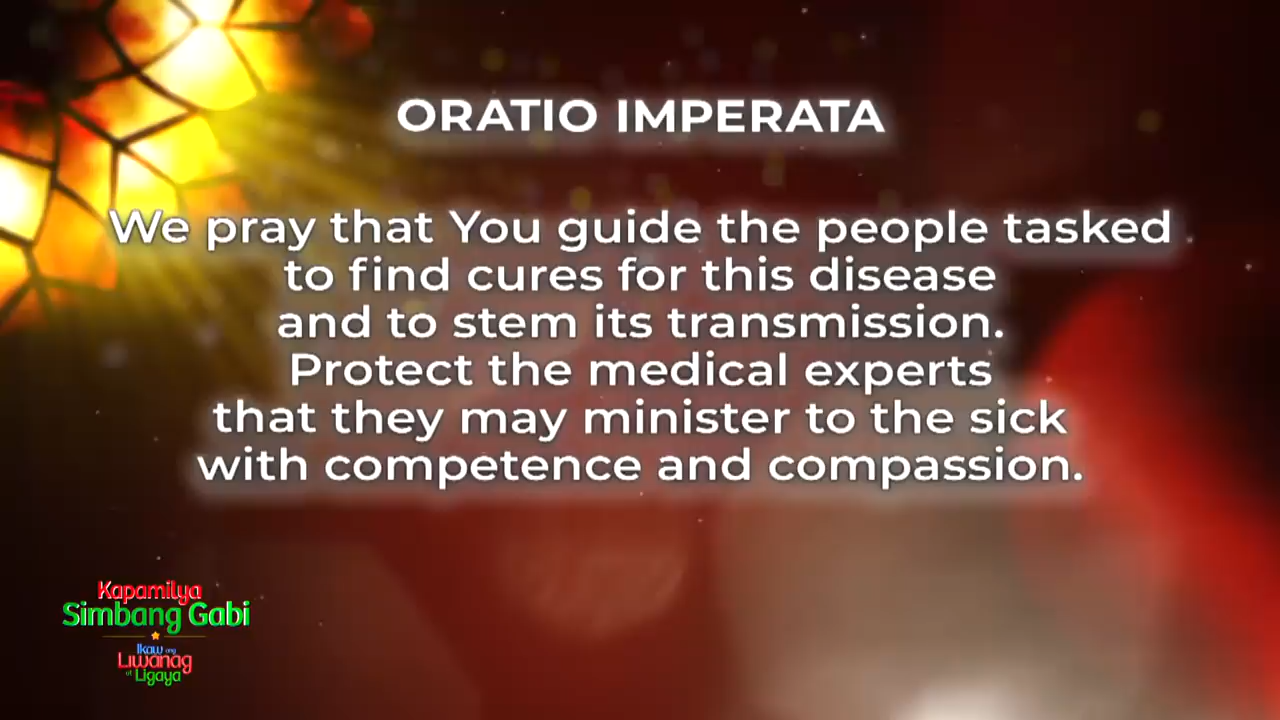 ORATIO IMPERATA
We pray that You guide the people tasked
to find cures for this disease
and to stem its transmission.
Protect the medical experts
that they may minister to the sick
with competence and compassion.
Kapamilya
Simbang Gabi
Ikaw ang
Liwanag
at Ligaya